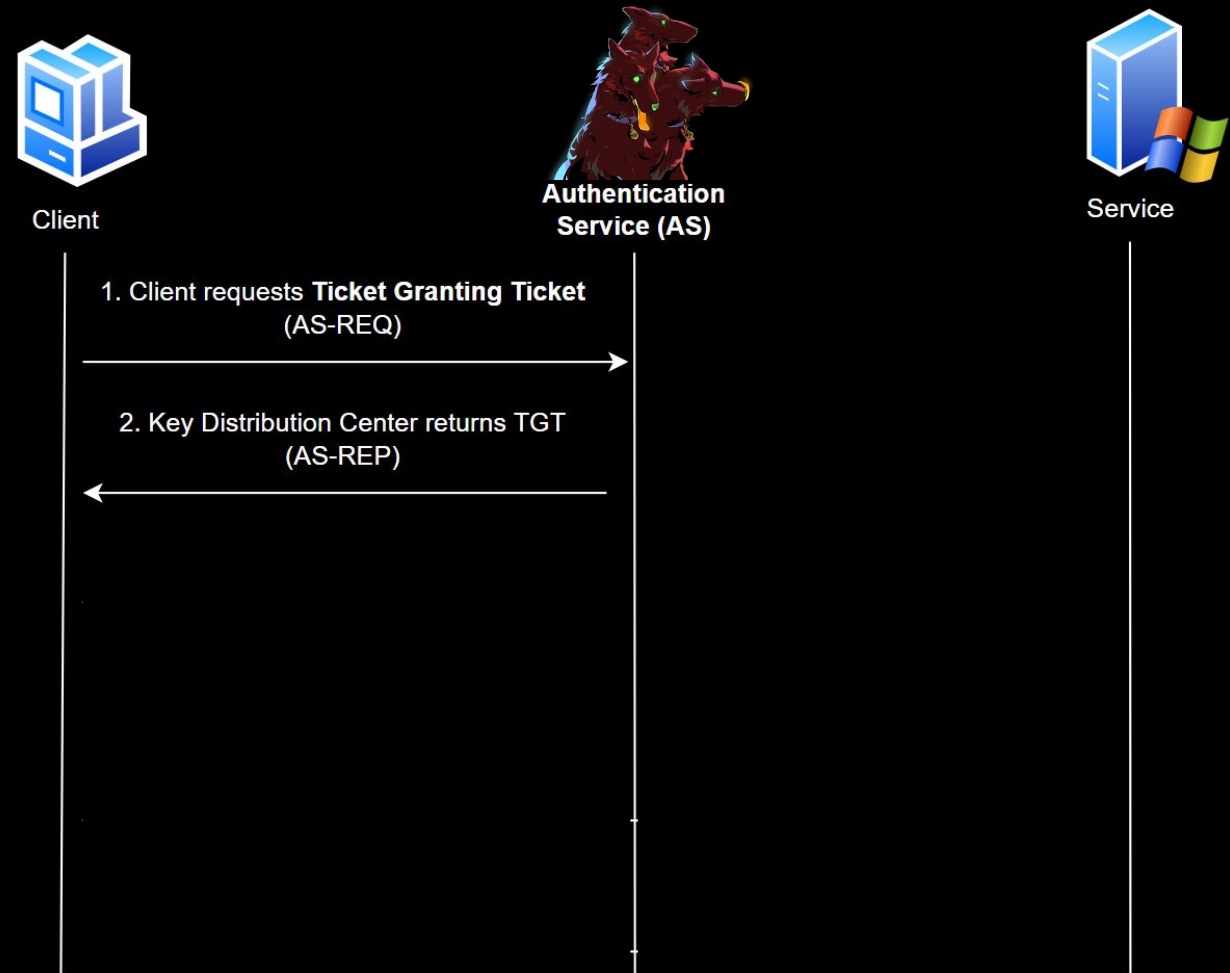 Client
Authentication
Service (AS)
Service
1. Client requests Ticket Granting Ticket
(AS-REQ)
2. Key Distribution Center returns TGT
(AS-REP)